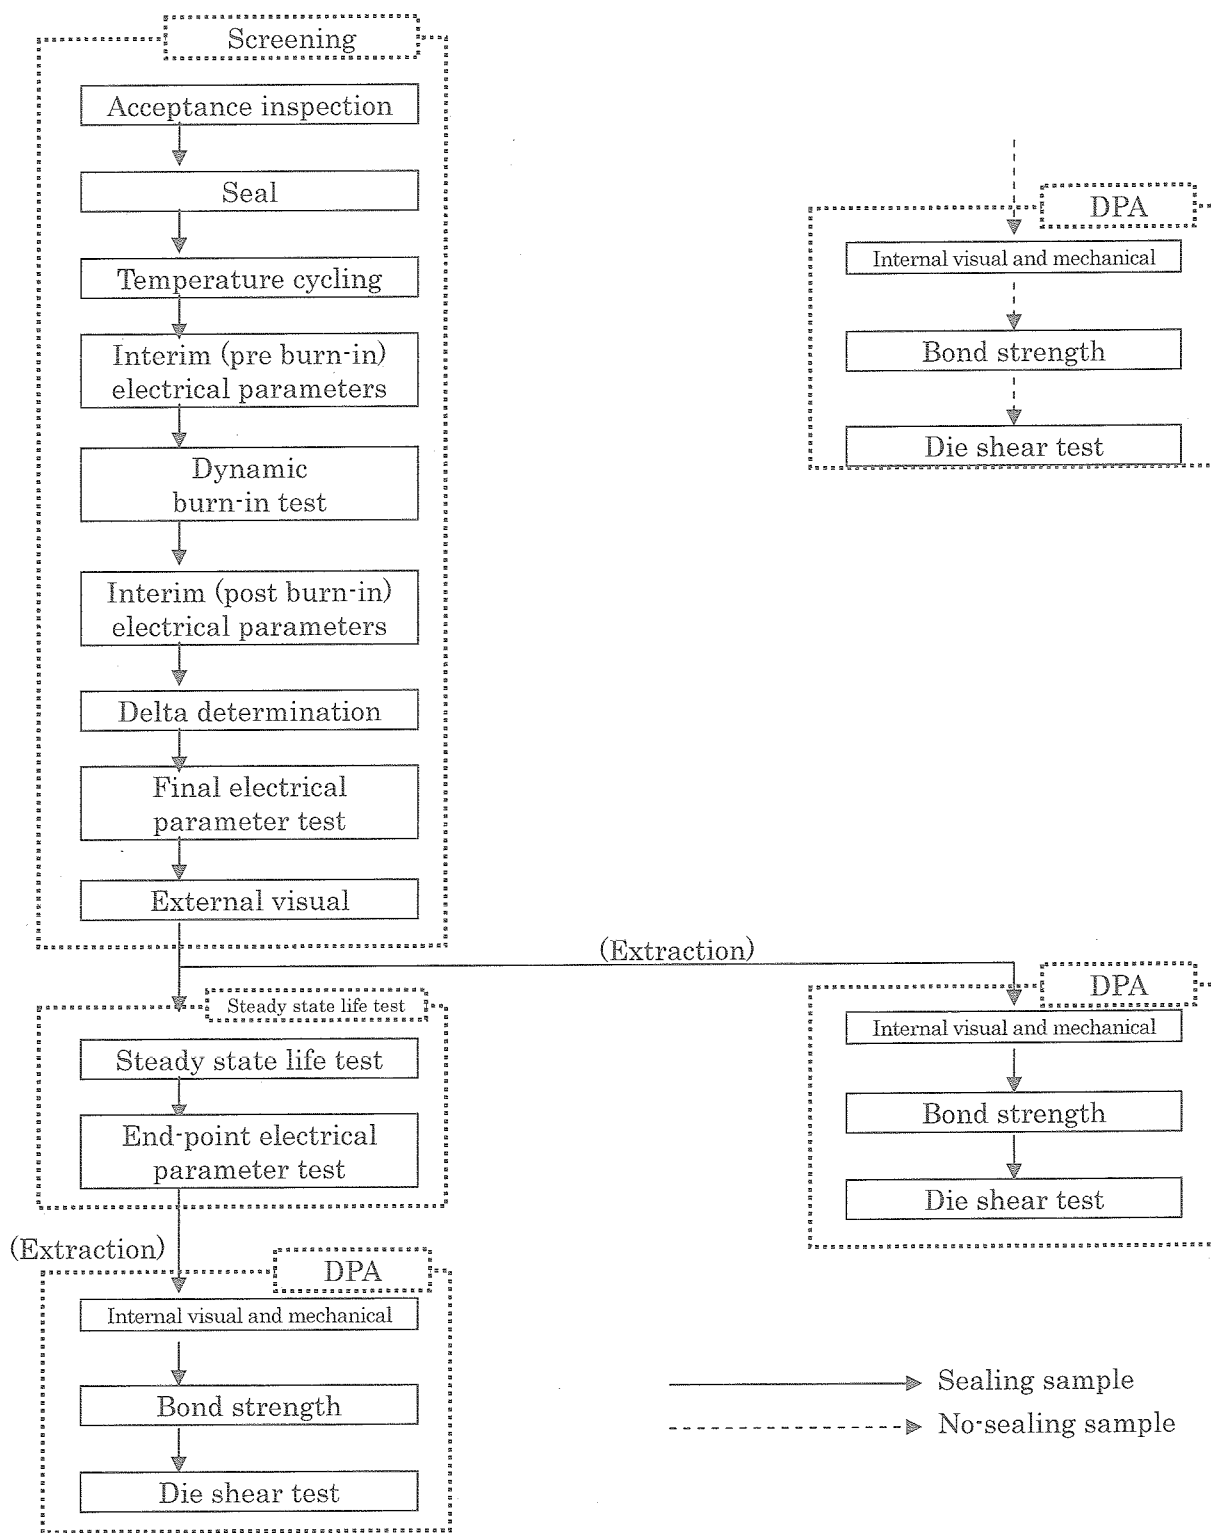 Screening
Acceptance inspection
Seal
Temperature cycling
Interim (pre burn-in)
electrical parameters
Dynamic
burn-in test
Interim (post burn-in)
electrical parameters
Delta determination
Final electrical
parameter test
External visual
DPA
Internal visual and mechanical
Bond strength
Die shear test
(Extraction)
Steady state life test
Steady state life test
End-point electrical
parameter test
DPA
Internal visual and mechanical
Bond strength
Die shear test
(Extraction)
DPA
Internal visual and mechanical
Bond strength
Die shear test
Sealing sample
No-sealing sample